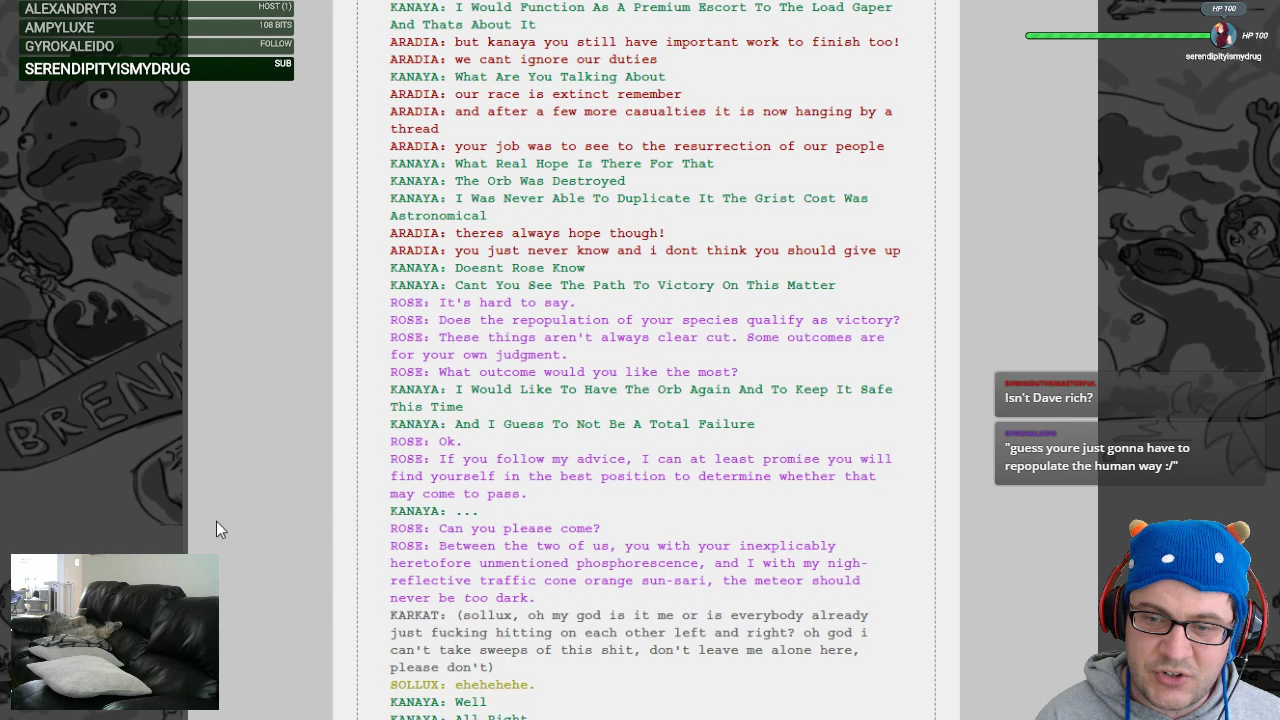 ALEXANDRYT3 HOST (1)
AMPYLUXE 108 BITS
GYROKALEIDO FOLLOW
SERENDIPITYISMYDRUG SUB
HP 100
HP 100
serendipityismydrug
BRENN
KANAYA: I Would Function As A Premium Escort To The Load Gaper
And Thats About It
ARADIA: but kanaya you still have important work to finish too!
ARADIA: we cant ignore our duties
KANAYA: What Are You Talking About
ARADIA: our race is extinct remember
ARADIA: and after a few more casualties it is now hanging by a
thread
ARADIA: your job was to see to the resurrection of our people
KANAYA: What Real Hope Is There For That
KANAYA: The Orb Was Destroyed
KANAYA: I Was Never Able To Duplicate It The Grist Cost Was
Astronomical
ARADIA: theres always hope though!
ARADIA: you just never know and i dont think you should give up
KANAYA: Doesnt Rose Know
KANAYA: Cant You See The Path To Victory On This Matter
ROSE: It's hard to say.
ROSE: Does the repopulation of your species qualify as victory?
ROSE: These things aren't always clear cut. Some outcomes are
for your own judgment.
ROSE: What outcome would you like the most?
KANAYA: I Would Like To Have The Orb Again And To Keep It Safe
This Time
KANAYA: And I Guess To Not Be A Total Failure
ROSE: Ok.
ROSE: If you follow my advice, I can at least promise you will
find yourself in the best position to determine whether that
may come to pass.
KANAYA: ...
ROSE: Can you please come?
ROSE: Between the two of us, you with your inexplicably
heretofore unmentioned phosphorescence, and I with my nigh-
reflective traffic cone orange sun-sari, the meteor should
never be too dark.
KARKAT: (sollux, oh my god is it me or is everybody already
just fucking hitting on each other left and right? oh god i
can't take sweeps of this shit, don't leave me alone here,
please don't)
SOLLUX: ehehehehe.
KANAYA: Well
KANAYA: All Right
Isn't Dave rich?
GYROKALEIDO
"guess youre just gonna have to
repopulate the human way :/"